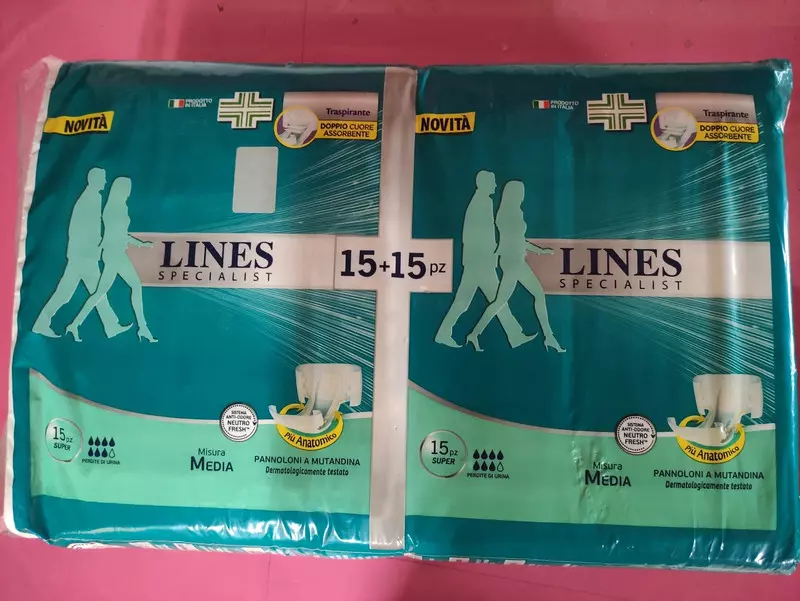 NOVITÀ
PRODOTTO
IN ITALIA
Traspirante
DOPPIO CUORE
ASSORBENTE
LINES
SPECIALIST
15+15 pz
15 pz
SUPER
PERDITE DI URINA
Misura
MEDIA
SISTEMA
ANTI-ODORE
NEUTRO
FRESH™
Più Anatomico
PANNOLONI A MUTANDINA
Dermatologicamente testato
NOVITÀ
PRODOTTO
IN ITALIA
Traspirante
DOPPIO CUORE
ASSORBENTE
LINES
SPECIALIST
15 pz
SUPER
PERDITE DI URINA
Misura
MEDIA
SISTEMA
ANTI-ODORE
NEUTRO
FRESH™
Più Anatomico
PANNOLONI A MUTANDINA
Dermatologicamente testato